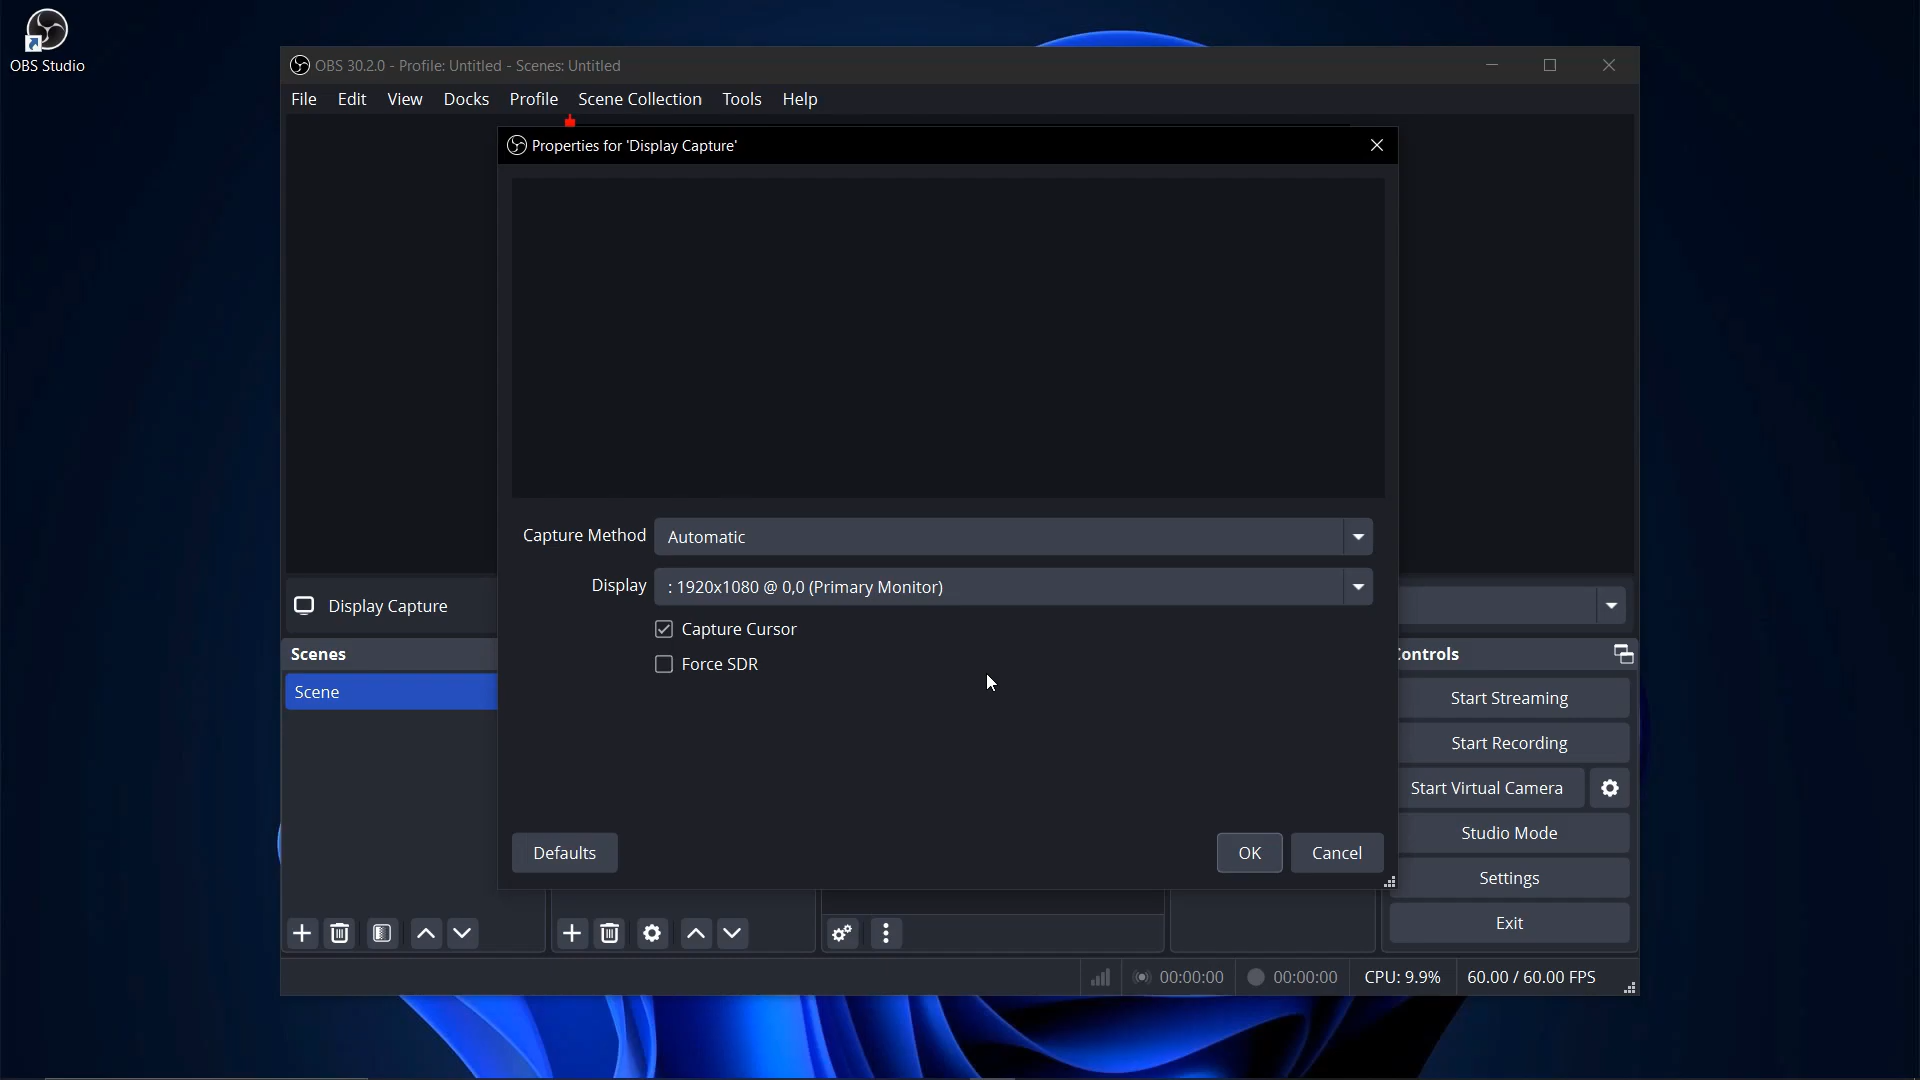 OBS Studio
OBS 30.2.0 - Profile: Untitled - Scenes: Untitled
File Edit View Docks Profile Scene Collection Tools Help
Properties for 'Display Capture'
Capture Method Automatic
Display : 1920x1080 @ 0,0 (Primary Monitor)
Capture Cursor
Force SDR
Defaults OK Cancel
Display Capture
Scenes
Scene
ontrols
Start Streaming
Start Recording
Start Virtual Camera
Studio Mode
Settings
Exit
00:00:00 00:00:00 CPU: 9.9% 60.00 / 60.00 FPS